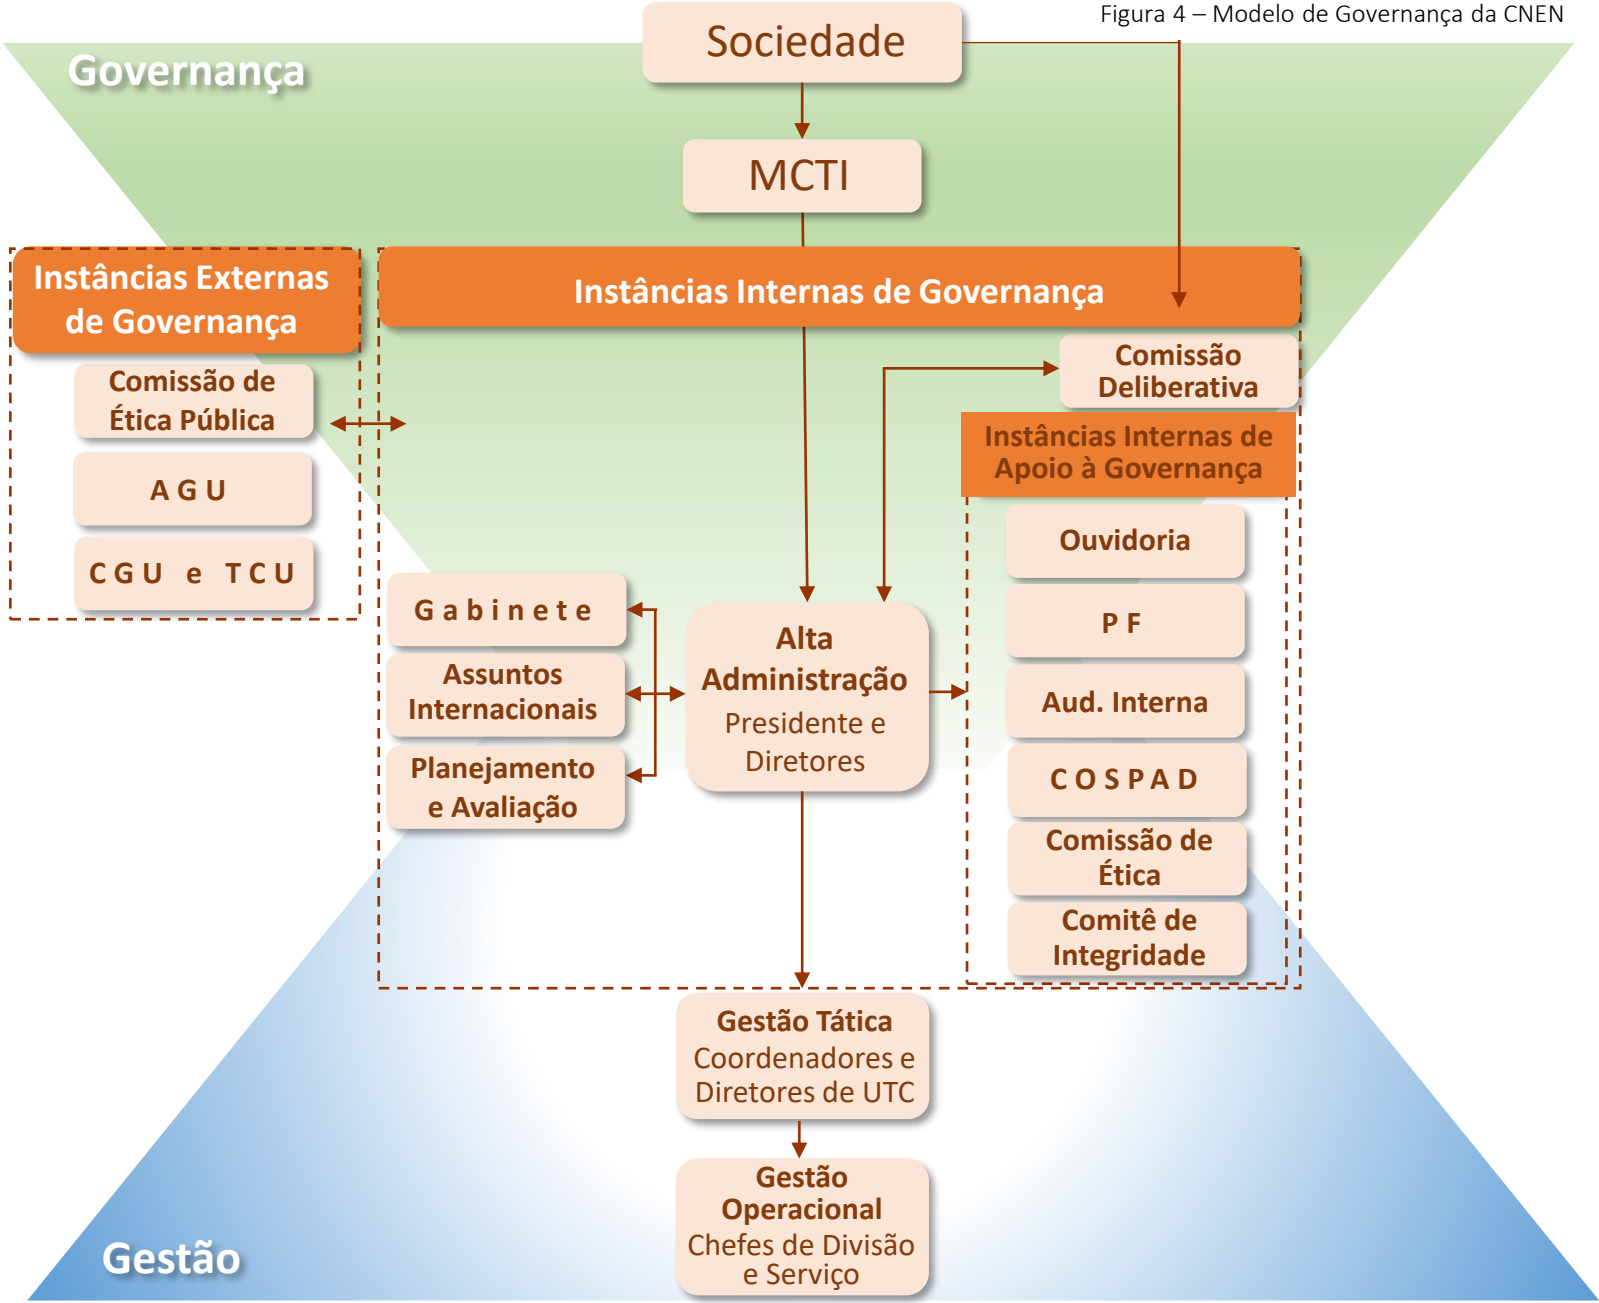 Figura 4 – Modelo de Governança da CNEN
Sociedade
Governança
MCTI
Instâncias Externas
de Governança
Comissão de
Ética Pública
A G U
C G U e T C U
Instâncias Internas de Governança
Comissão
Deliberativa
Instâncias Internas de
Apoio à Governança
Ouvidoria
P F
Aud. Interna
C O S P A D
Comissão de
Ética
Comitê de
Integridade
G a b i n e t e
Assuntos
Internacionais
Planejamento
e Avaliação
Alta
Administração
Presidente e
Diretores
Gestão Tática
Coordenadores e
Diretores de UTC
Gestão
Operacional
Chefes de Divisão
e Serviço
Gestão